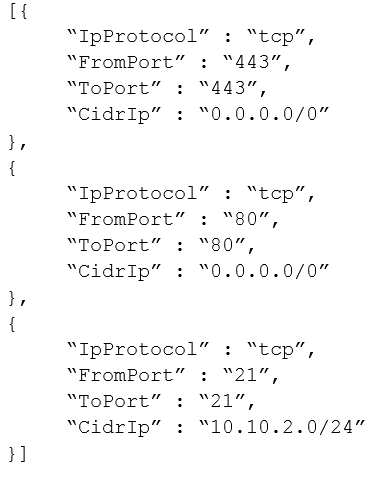 [{
“IpProtocol” : “tcp”,
“FromPort” : “443”,
“ToPort” : “443”,
“CidrIp” : “0.0.0.0/0”
},
{
“IpProtocol” : “tcp”,
“FromPort” : “80”,
“ToPort” : “80”,
“CidrIp” : “0.0.0.0/0”
},
{
“IpProtocol” : “tcp”,
“FromPort” : “21”,
“ToPort” : “21”,
“CidrIp” : “10.10.2.0/24”
}]